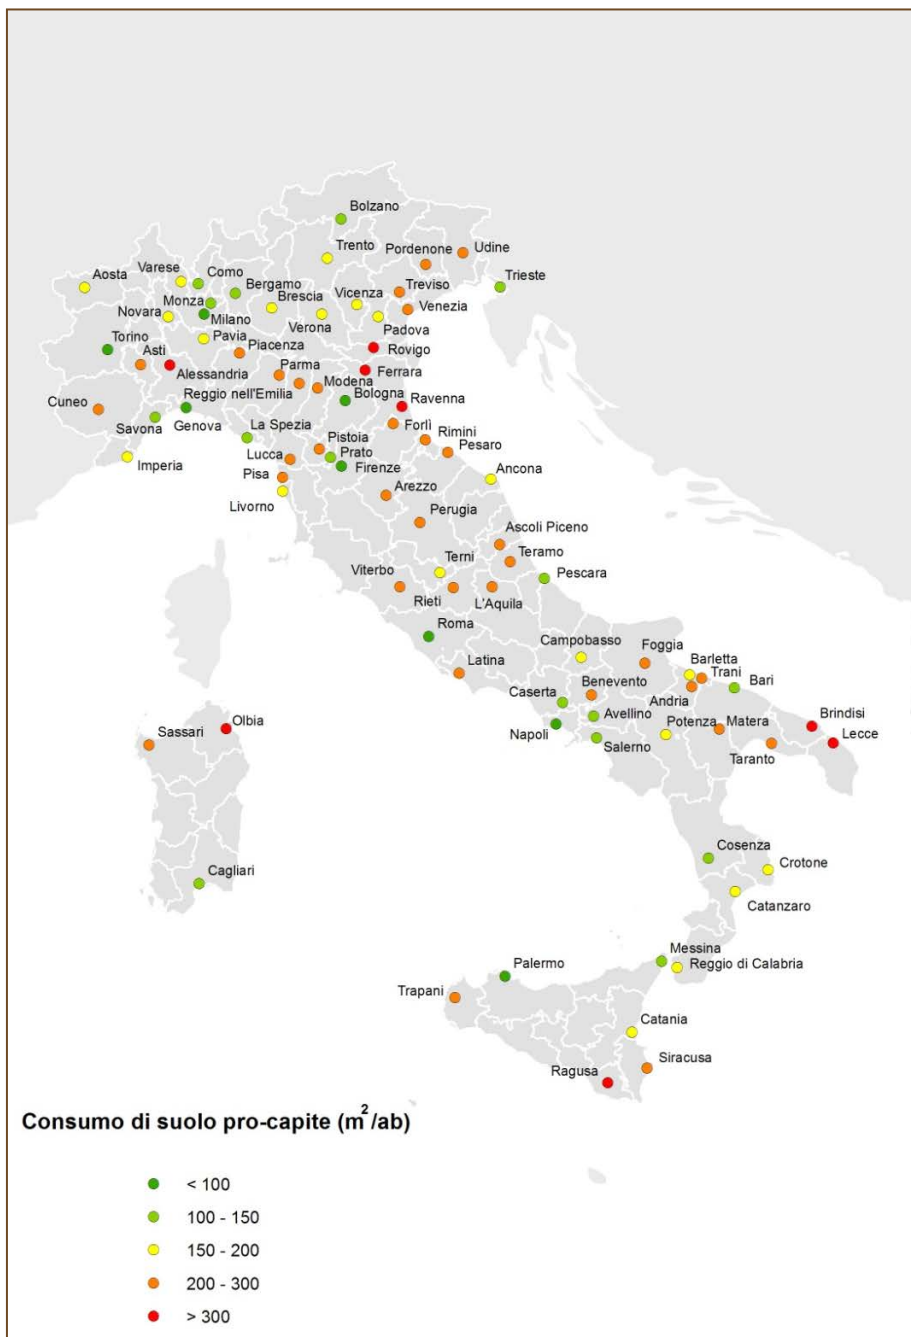 Bolzano
Trento
Pordenone
Udine
Aosta
Varese
Como
Bergamo
Treviso
Trieste
Monza
Brescia
Vicenza
Venezia
Novara
Milano
Verona
Padova
Torino
Pavia
Piacenza
Rovigo
Asti
Parma
Ferrara
Alessandria
Modena
Reggio nell'Emilia
Bologna
Ravenna
Cuneo
Savona
Genova
La Spezia
Pistoia
Forlì
Rimini
Lucca
Prato
Pesaro
Imperia
Firenze
Ancona
Pisa
Arezzo
Livorno
Perugia
Ascoli Piceno
Terni
Teramo
Viterbo
Pescara
Rieti
L'Aquila
Roma
Campobasso
Foggia
Latina
Barletta
Trani
Benevento
Bari
Caserta
Andria
Avellino
Brindisi
Olbia
Potenza
Matera
Sassari
Napoli
Lecce
Salerno
Taranto
Cosenza
Crotone
Cagliari
Catanzaro
Messina
Palermo
Reggio di Calabria
Trapani
Catania
Siracusa
Ragusa
Consumo di suolo pro-capite (m²/ab)
< 100
100 - 150
150 - 200
200 - 300
> 300